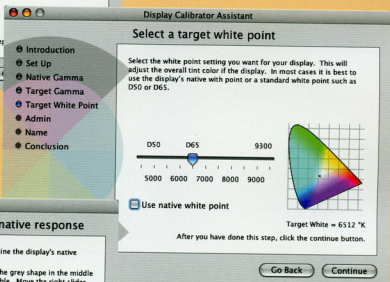 Display Calibrator Assistant
Select a target white point
Introduction
Set Up
Native Gamma
Target Gamma
Target White Point
Admin
Name
Conclusion
Select the white point setting you want for your display. This will
adjust the overall tint color if the display. In most cases it is best to
use the display's native with point or a standard white point such as
D50 or D65.
D50 D65 9300
5000 6000 7000 8000 9000
Use native white point
Target White = 6512 °K
After you have done this step, click the continue button.
Go Back Continue
native response
ine the display's native
he grey shape in the middle
ble. Move the right slider